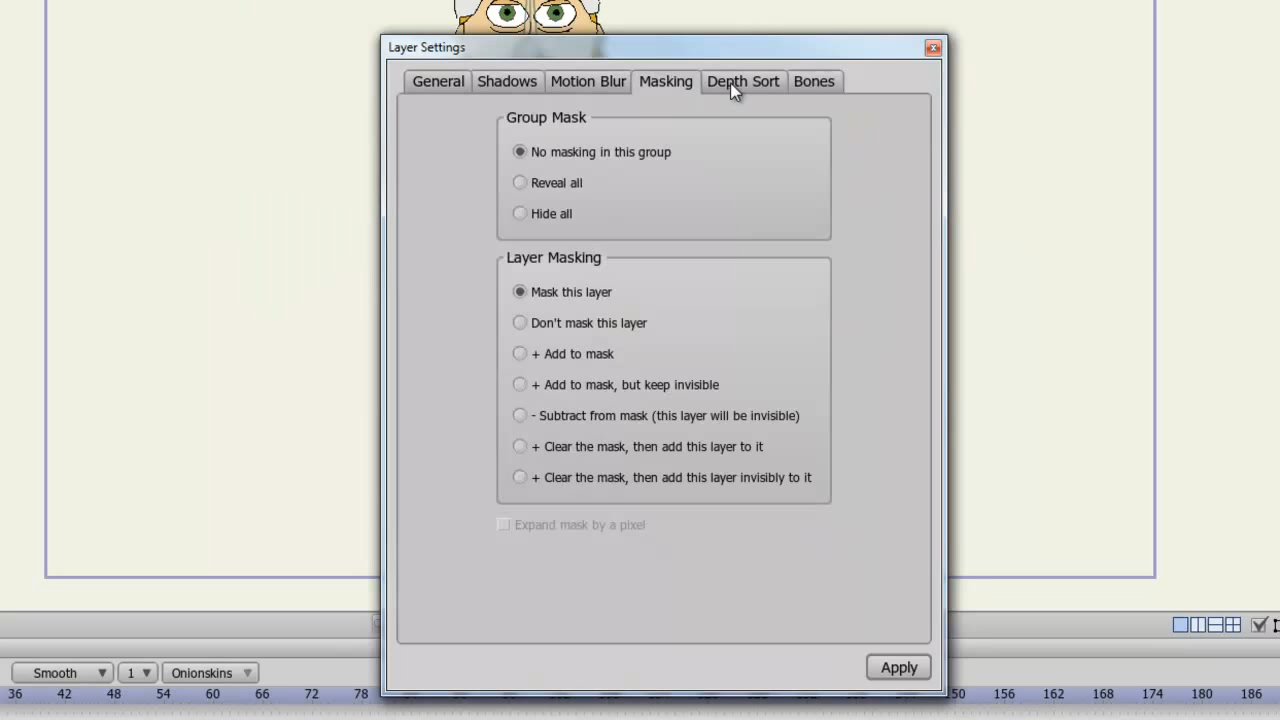 Layer Settings
General Shadows Motion Blur Masking Depth Sort Bones
Group Mask
No masking in this group
Reveal all
Hide all
Layer Masking
Mask this layer
Don't mask this layer
+ Add to mask
+ Add to mask, but keep invisible
- Subtract from mask (this layer will be invisible)
+ Clear the mask, then add this layer to it
+ Clear the mask, then add this layer invisibly to it
Expand mask by a pixel
Apply
Smooth 1 Onionskins
36 42 48 54 60 66 72 78 150 156 162 168 174 180 186